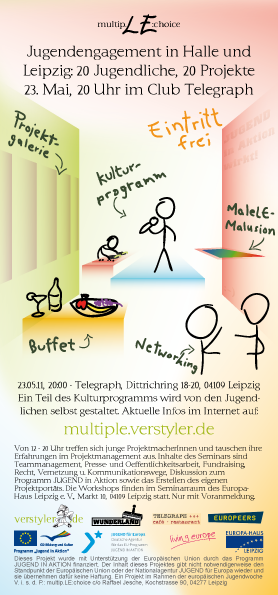 multipLE:choice
Jugendengagement in Halle und
Leipzig: 20 Jugendliche, 20 Projekte
23. Mai, 20 Uhr im Club Telegraph
Projekt-
galerie
Eintritt
frei
kultur-
programm
MaleLE-
Malusion
Buffet
Networking
23.05.11, 20:00 · Telegraph, Dittrichring 18-20, 04109 Leipzig
Ein Teil des Kulturprogramms wird von den Jugend-
lichen selbst gestaltet. Aktuelle Infos im Internet auf:
multiple.verstyler.de
Von 12 - 20 Uhr treffen sich junge ProjektmacherInnen und tauschen ihre
Erfahrungen im Projektmanagement aus. Inhalte des Seminars sind
Teammanagement, Presse- und Oeffentlichkeitsarbeit, Fundraising,
Recht, Vernetzung u. Kommunikationswege, Diskussion zum
Programm JUGEND in Aktion sowie das Erstellen des eigenen
Projektporträts. Die Workshops finden im Seminarraum des Europa-
Haus Leipzig e. V., Markt 10, 04109 Leipzig statt. Nur mit Voranmeldung.
verstyler.de
WUNDERLAND
TELEGRAPH
café · restaurant
EUROPEERS
Programm „Jugend in Aktion“
JUGEND für Europa
living europe
EUROPA-HAUS
LEIPZIG
Dieses Projekt wurde mit Unterstützung der Europäischen Union durch das Programm
JUGEND IN AKTION finanziert. Der Inhalt dieses Projektes gibt nicht notwendigerweise den
Standpunkt der Europäischen Union oder der Nationalagentur JUGEND für Europa wieder und
sie übernehmen dafür keine Haftung. Ein Projekt im Rahmen der europäischen Jugendwoche
V. i. S. d. P.: multip.LE:choice c/o Raffael Jesche, Kochstrasse 90, 04277 Leipzig